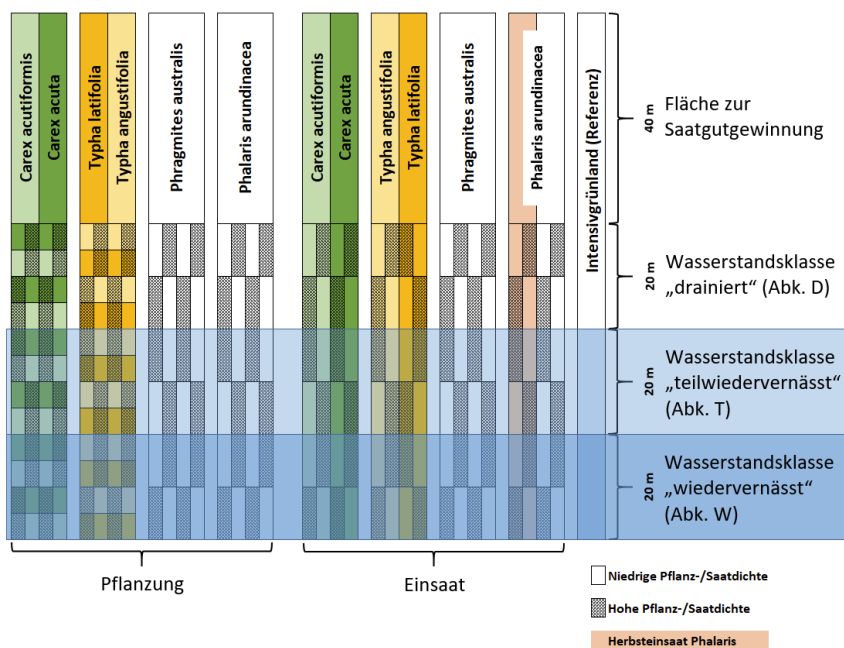 Carex acutiformis
Carex acuta
Typha latifolia
Typha angustifolia
Phragmites australis
Phalaris arundinacea
Carex acutiformis
Carex acuta
Typha angustifolia
Typha latifolia
Phragmites australis
Phalaris arundinacea
Intensivgrünland (Referenz)
40 m
Fläche zur
Saatgutgewinnung
20 m
Wasserstandsklasse
„drainiert“ (Abk. D)
20 m
Wasserstandsklasse
„teilwiedervernässt“
(Abk. T)
20 m
Wasserstandsklasse
„wiedervernässt“
(Abk. W)
Pflanzung
Einsaat
Niedrige Pflanz-/Saatdichte
Hohe Pflanz-/Saatdichte
Herbsteinsaat Phalaris